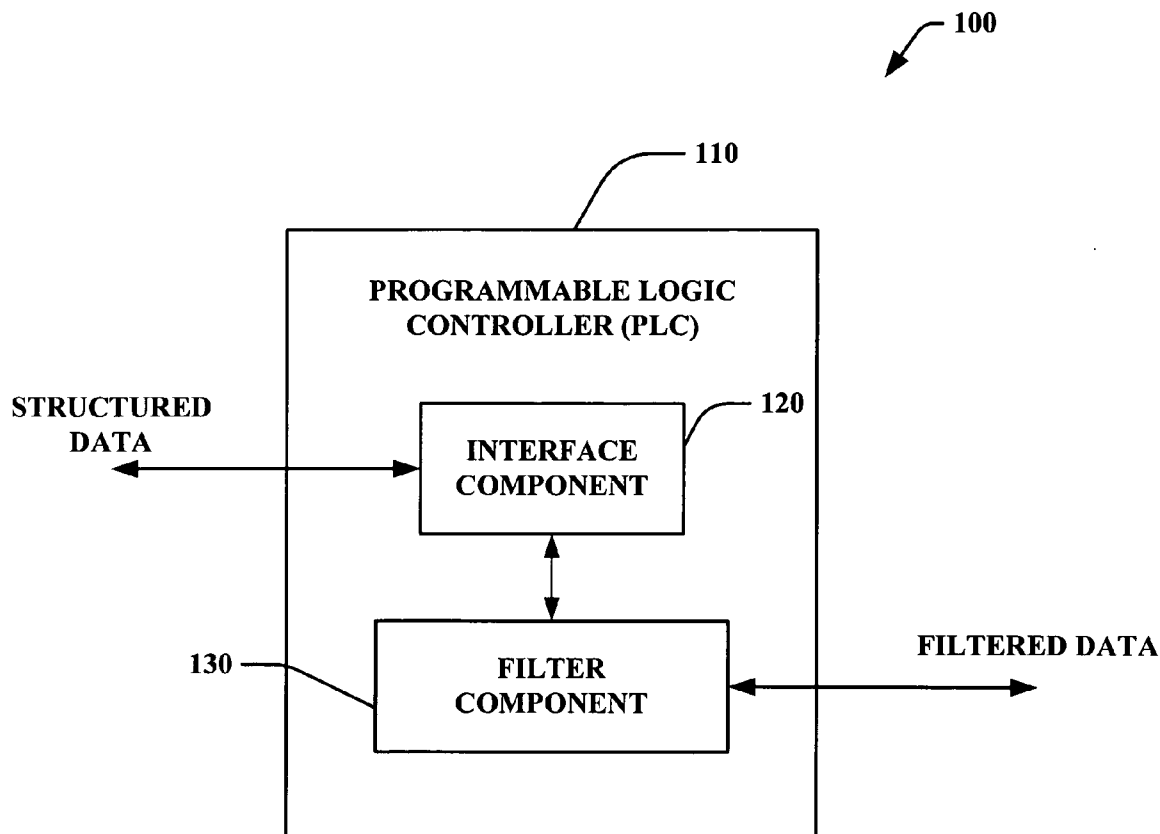 100
110
PROGRAMMABLE LOGIC
CONTROLLER (PLC)
STRUCTURED
DATA
120
INTERFACE
COMPONENT
130
FILTER
COMPONENT
FILTERED DATA